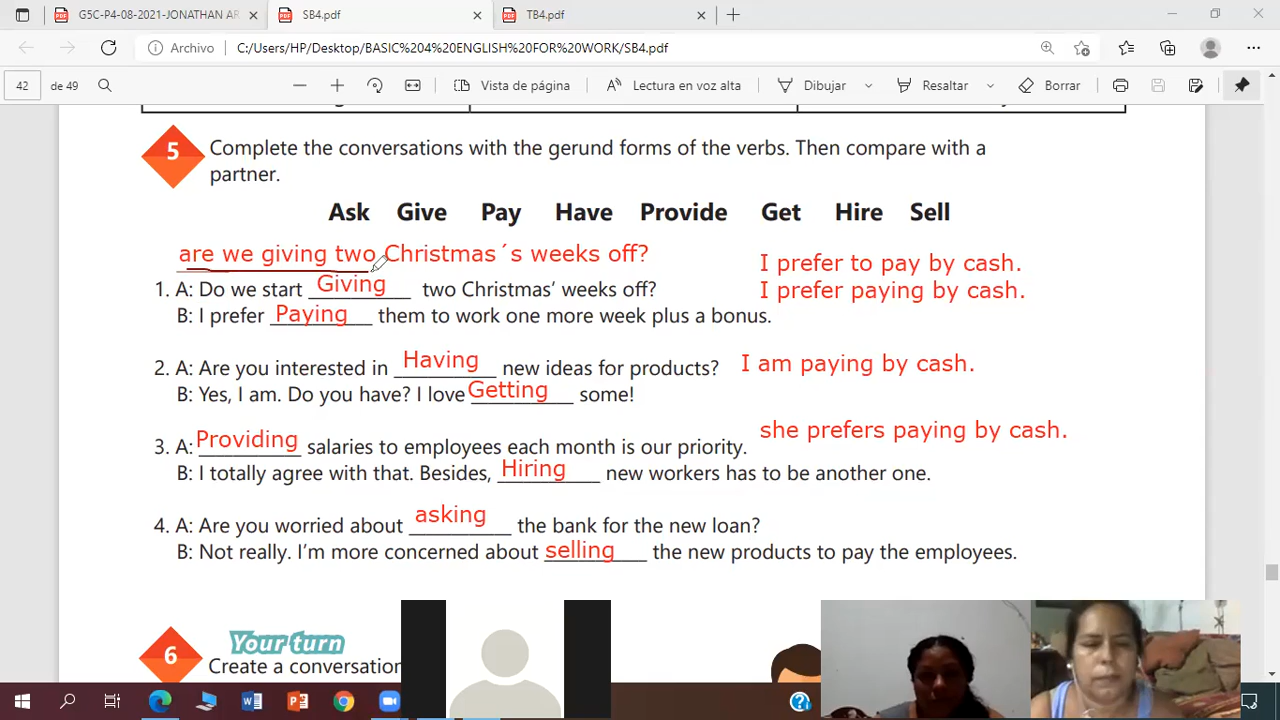 G5C-P4-08-2021-JONATHAN AR
SB4.pdf
TB4.pdf
Archivo
C:/Users/HP/Desktop/BASIC%204%20ENGLISH%20FOR%20WORK/SB4.pdf
42 de 49
Vista de página
Lectura en voz alta
Dibujar
Resaltar
Borrar
5
Complete the conversations with the gerund forms of the verbs. Then compare with a
partner.
Ask Give Pay Have Provide Get Hire Sell
are we giving two Christmas´s weeks off?
I prefer to pay by cash.
1. A: Do we start Giving two Christmas’ weeks off?
I prefer paying by cash.
B: I prefer Paying them to work one more week plus a bonus.
2. A: Are you interested in Having new ideas for products?
I am paying by cash.
B: Yes, I am. Do you have? I love Getting some!
she prefers paying by cash.
3. A: Providing salaries to employees each month is our priority.
B: I totally agree with that. Besides, Hiring new workers has to be another one.
4. A: Are you worried about asking the bank for the new loan?
B: Not really. I’m more concerned about selling the new products to pay the employees.
6
Your turn
Create a conversation